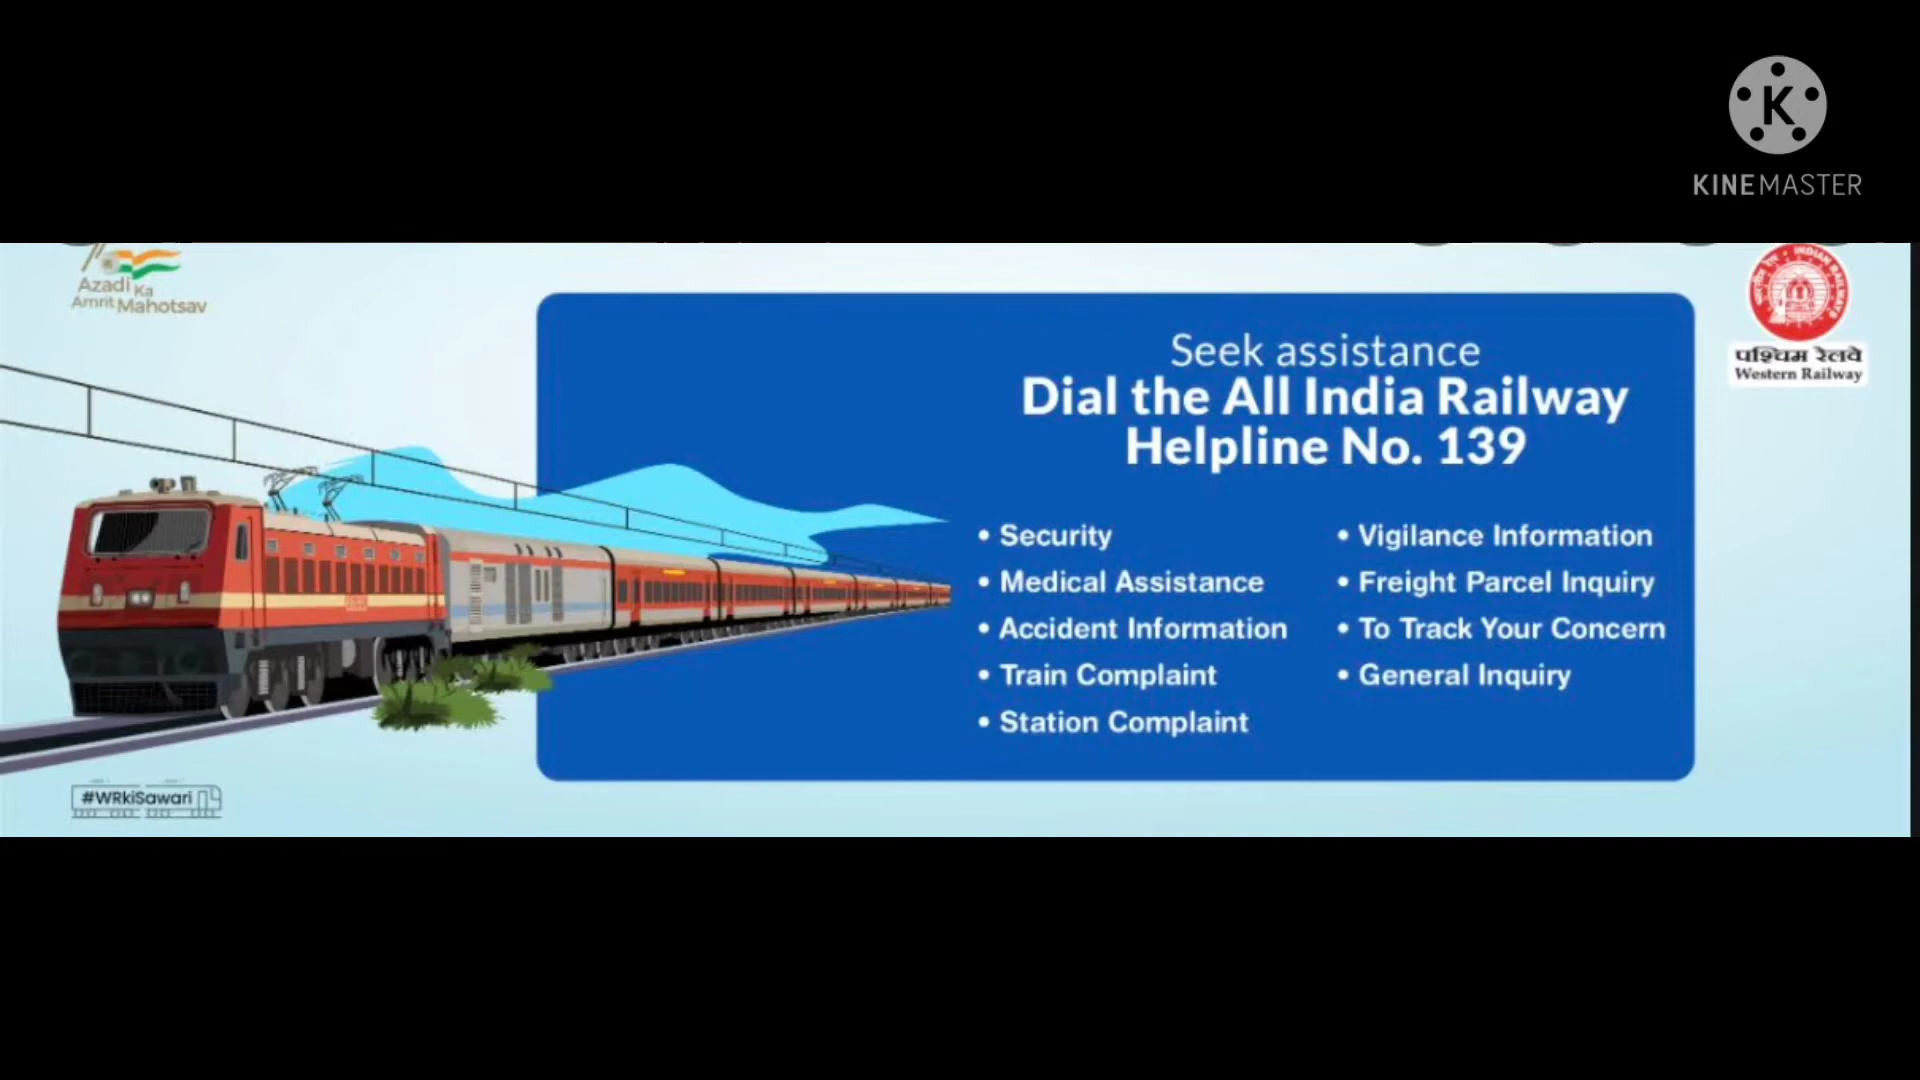 KINEMASTER
Azadi Ka
Amrit Mahotsav
INDIAN RAILWAYS
पश्चिम रेलवे
Western Railway
Seek assistance
Dial the All India Railway
Helpline No. 139
• Security
• Medical Assistance
• Accident Information
• Train Complaint
• Station Complaint
• Vigilance Information
• Freight Parcel Inquiry
• To Track Your Concern
• General Inquiry
#WRkiSawari